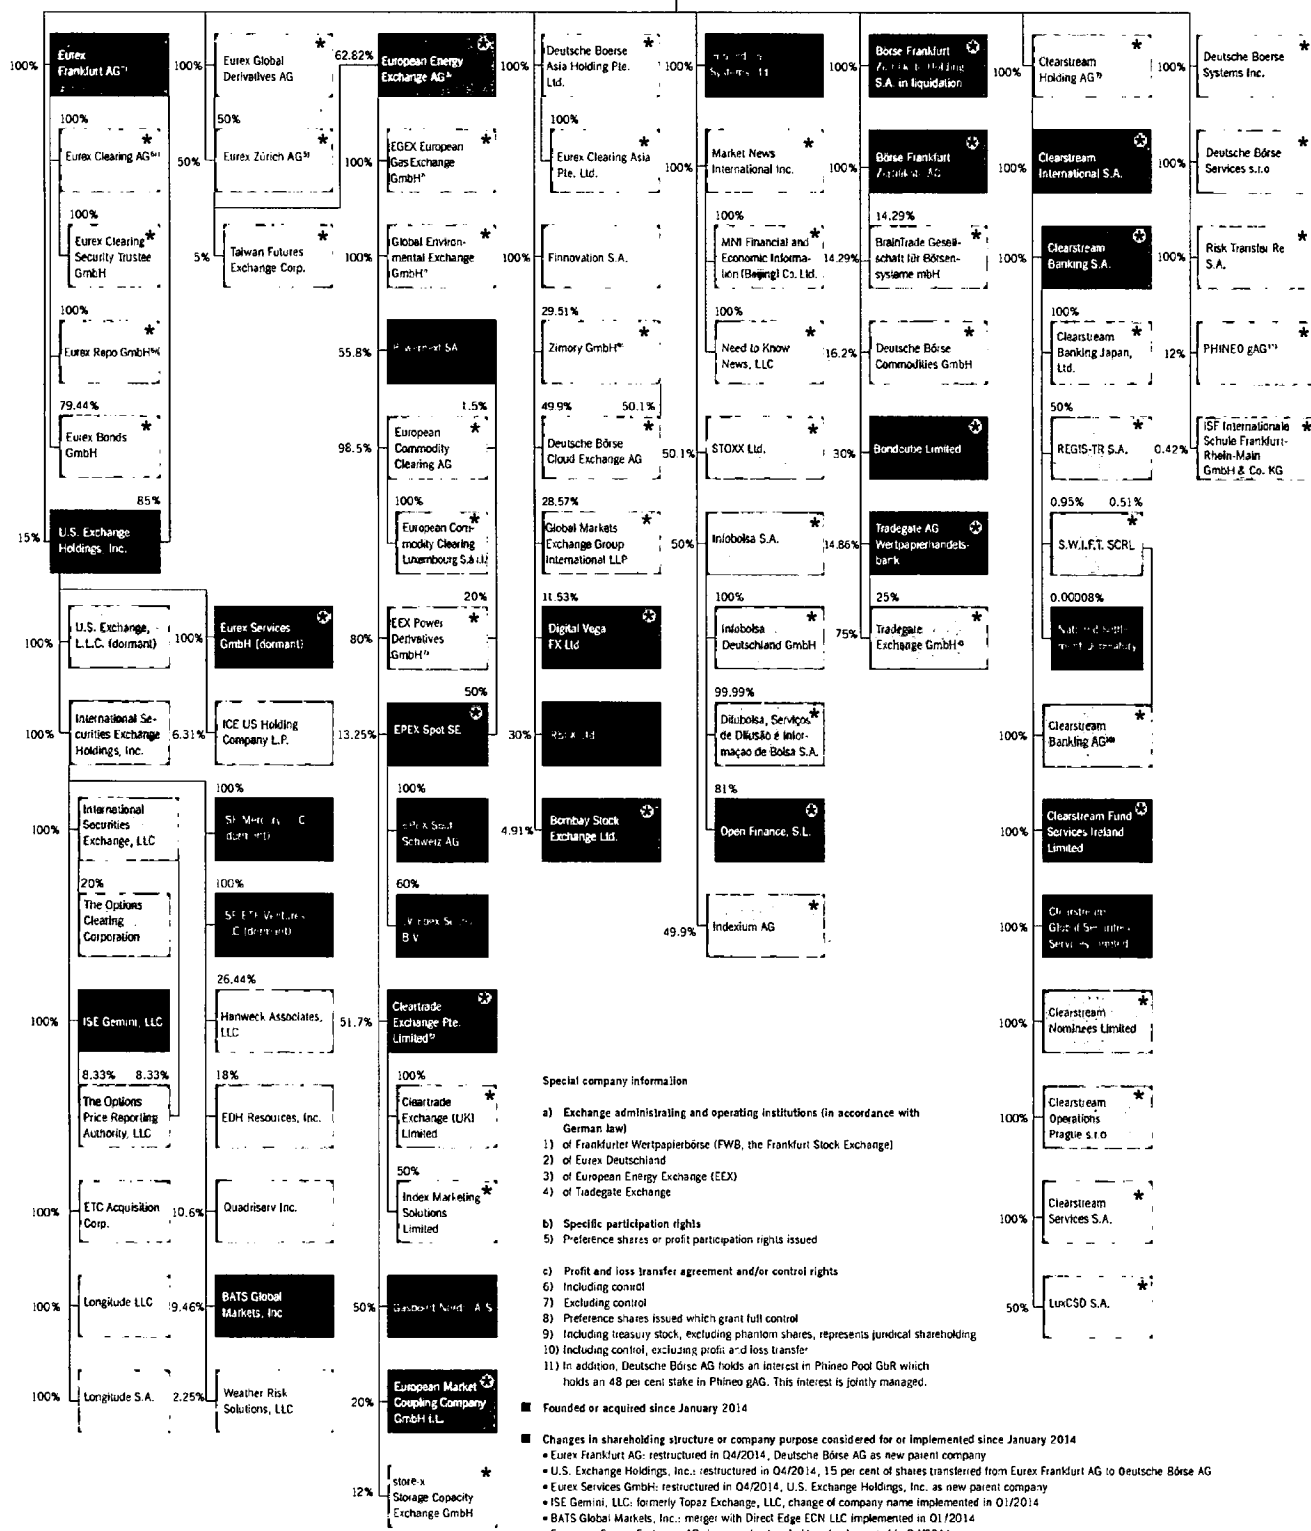 100%
Eurex
Frankfurt AG
100%
Eurex Clearing AG
100%
Eurex Clearing
Security Trustee
GmbH
100%
Eurex Repo GmbH
79.44%
Eurex Bonds
GmbH
85%
15%
U.S. Exchange
Holdings, Inc.
100%
U.S. Exchange,
L.L.C. (dormant)
100%
International Se-
curities Exchange
Holdings, Inc.
100%
International
Securities
Exchange, LLC
20%
The Options
Clearing
Corporation
100%
ISE Gemini, LLC
8.33% 8.33%
The Options
Price Reporting
Authority, LLC
100%
ETC Acquisition
Corp.
100%
Longitude LLC
100%
Longitude S.A.
100%
Eurex Global
Derivatives AG
50%
50%
Eurex Zürich AG5)
5%
Taiwan Futures
Exchange Corp.
100%
Eurex Services
GmbH (dormant)
6.31%
ICE US Holding
Company L.P.
100%
100%
26.44%
Hanweck Associates,
LLC
18%
EDH Resources, Inc.
10.6%
Quadriserv Inc.
9.46%
BATS Global
Markets, Inc
2.25%
Weather Risk
Solutions, LLC
62.82%
European Energy
Exchange AG
100%
EGEX European
Gas Exchange
GmbH
100%
Global Environ-
mental Exchange
GmbH
55.8%
Powernext SA
1.5%
98.5%
European
Commodity
Clearing AG
100%
European Com-
modity Clearing
Luxembourg S.à r.l.
20%
80%
EEX Power
Derivatives
GmbH
50%
13.25%
EPEX Spot SE
100%
EPEX Spot
Schweiz AG
60%
51.7%
Cleartrade
Exchange Pte.
Limited
100%
Cleartrade
Exchange (UK)
Limited
50%
Index Marketing
Solutions
Limited
50%
20%
European Market
Coupling Company
GmbH i.L.
12%
store-x
Storage Capacity
Exchange GmbH
100%
Deutsche Boerse
Asia Holding Pte.
Ltd.
100%
Eurex Clearing Asia
Pte. Ltd.
100%
Finnovation S.A.
29.51%
Zimory GmbH
49.9% 50.1%
Deutsche Börse
Cloud Exchange AG
28.57%
Global Markets
Exchange Group
International LLP
11.53%
Digital Vega
FX Ltd
30%
4.91%
Bombay Stock
Exchange Ltd.
100%
100%
Market News
International Inc.
100%
MNI Financial and
Economic Informa-
tion (Beijing) Co. Ltd.
100%
Need to Know
News, LLC
50.1%
STOXX Ltd.
50%
Infobolsa S.A.
100%
Infobolsa
Deutschland GmbH
99.99%
Difubolsa, Serviços
de Difusão e Infor-
maçao de Bolsa S.A.
81%
Open Finance, S.L.
49.9%
Indexium AG
100%
Börse Frankfurt
S.A. in liquidation
100%
Börse Frankfurt
Zertifikate AG
14.29%
14.29%
BrainTrade Gesell-
schaft für Börsen-
systeme mbH
16.2%
Deutsche Börse
Commodities GmbH
30%
Bondcube Limited
14.86%
Tradegate AG
Wertpapierhandels-
bank
25%
75%
Tradegate
Exchange GmbH
100%
Clearstream
Holding AG7)
100%
Clearstream
International S.A.
100%
Clearstream
Banking S.A.
100%
Clearstream
Banking Japan,
Ltd.
50%
REGIS-TR S.A.
0.95% 0.51%
S.W.I.F.T. SCRL
0.00008%
100%
Clearstream
Banking AG
100%
Clearstream Fund
Services Ireland
Limited
100%
Clearstream
Global Securities
Services Limited
100%
Clearstream
Nominees Limited
100%
Clearstream
Operations
Prague s.r.o
100%
Clearstream
Services S.A.
50%
LuxCSD S.A.
100%
Deutsche Boerse
Systems Inc.
100%
Deutsche Börse
Services s.r.o
100%
Risk Transfer Re
S.A.
12%
PHINEO gAG
0.42%
iSF Internationale
Schule Frankfurt-
Rhein-Main
GmbH & Co. KG
Special company information
a) Exchange administrating and operating institutions (in accordance with
German law)
1) of Frankfurter Wertpapierbörse (FWB, the Frankfurt Stock Exchange)
2) of Eurex Deutschland
3) of European Energy Exchange (EEX)
4) of Tradegate Exchange
b) Specific participation rights
5) Preference shares or profit participation rights issued
c) Profit and loss transfer agreement and/or control rights
6) Including control
7) Excluding control
8) Preference shares issued which grant full control
9) Including treasury stock, excluding phantom shares, represents juridical shareholding
10) Including control, excluding profit and loss transfer
11) In addition, Deutsche Börse AG holds an interest in Phineo Pool GbR which
holds an 48 per cent stake in Phineo gAG. This interest is jointly managed.
Founded or acquired since January 2014
Changes in shareholding structure or company purpose considered for or implemented since January 2014
• Eurex Frankfurt AG: restructured in Q4/2014, Deutsche Börse AG as new parent company
• U.S. Exchange Holdings, Inc.: restructured in Q4/2014, 15 per cent of shares transferred from Eurex Frankfurt AG to Deutsche Börse AG
• Eurex Services GmbH: restructured in Q4/2014, U.S. Exchange Holdings, Inc. as new parent company
• ISE Gemini, LLC: formerly Topaz Exchange, LLC, change of company name implemented in Q1/2014
• BATS Global Markets, Inc.: merger with Direct Edge ECN LLC implemented in Q1/2014